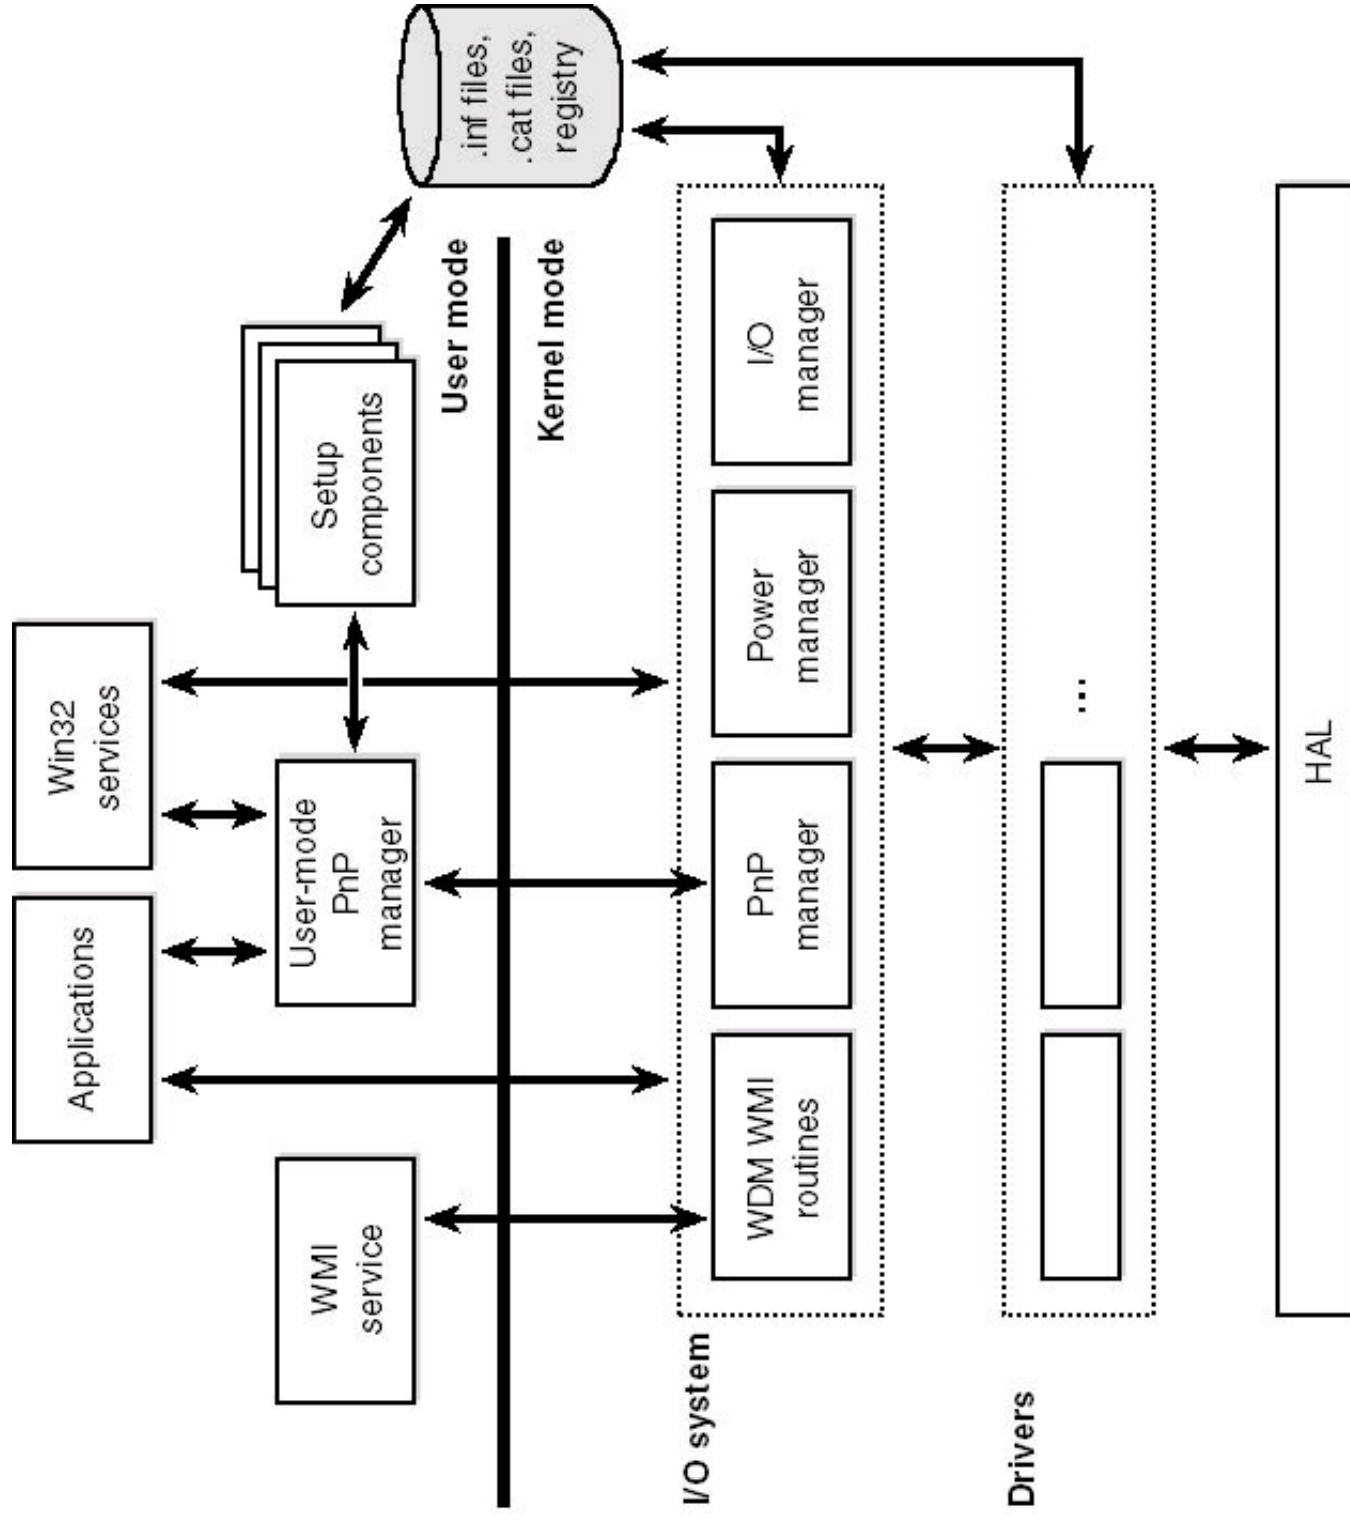 Applications
Win32
services
WMI
service
User-mode
PnP
manager
Setup
components
.inf files,
.cat files,
registry
User mode
Kernel mode
I/O system
WDM WMI
routines
PnP
manager
Power
manager
I/O
manager
Drivers
...
HAL